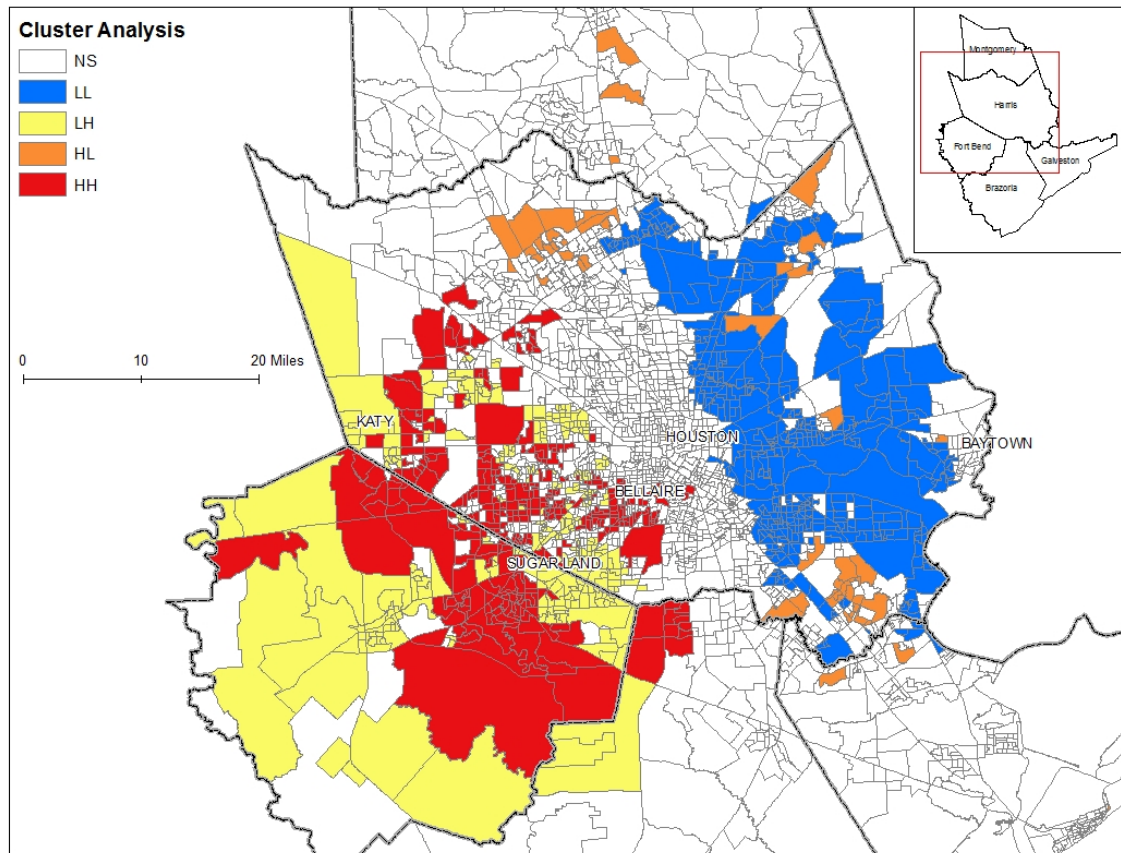 Cluster Analysis
NS
LL
LH
HL
HH
0 10 20 Miles
KATY
HOUSTON
BAYTOWN
BELLAIRE
SUGAR LAND
Montgomery
Harris
Fort Bend
Galveston
Brazoria